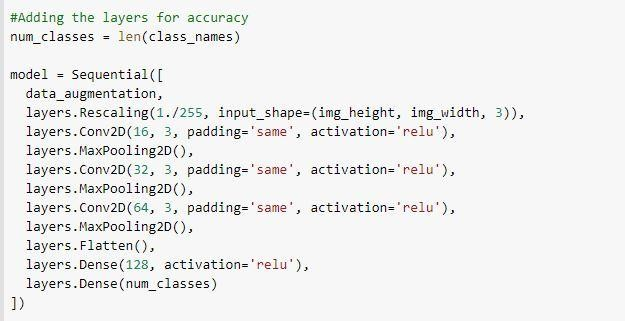 #Adding the layers for accuracy
num_classes = len(class_names)
model = Sequential([
data_augmentation,
layers.Rescaling(1./255, input_shape=(img_height, img_width, 3)),
layers.Conv2D(16, 3, padding='same', activation='relu'),
layers.MaxPooling2D(),
layers.Conv2D(32, 3, padding='same', activation='relu'),
layers.MaxPooling2D(),
layers.Conv2D(64, 3, padding='same', activation='relu'),
layers.MaxPooling2D(),
layers.Flatten(),
layers.Dense(128, activation='relu'),
layers.Dense(num_classes)
])